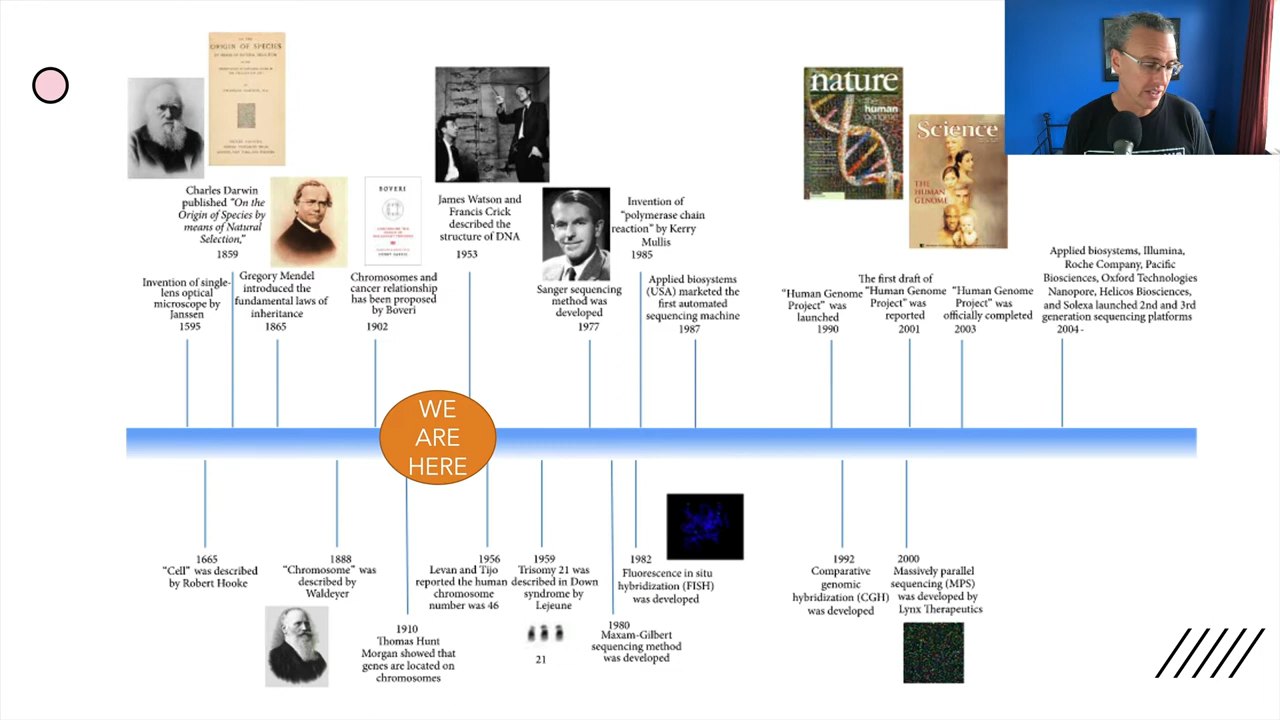 ORIGIN OF SPECIES
Charles Darwin
published "On the
Origin of Species by
means of Natural
Selection,"
1859
Invention of single-
lens optical
microscope by
Janssen
1595
Gregory Mendel
introduced the
fundamental laws of
inheritance
1865
BOVERI
Chromosomes and
cancer relationship
has been proposed
by Boveri
1902
James Watson and
Francis Crick
described the
structure of DNA
1953
Sanger sequencing
method was
developed
1977
Invention of
"polymerase chain
reaction" by Kerry
Mullis
1985
Applied biosystems
(USA) marketed the
first automated
sequencing machine
1987
nature
the
human
genome
Science
THE
HUMAN
GENOME
"Human Genome
Project" was
launched
1990
The first draft of
"Human Genome
Project" was
reported
2001
"Human Genome
Project" was
officially completed
2003
Applied biosystems, Illumina,
Roche Company, Pacific
Biosciences, Oxford Technologies
Nanopore, Helicos Biosciences,
and Solexa launched 2nd and 3rd
generation sequencing platforms
2004 -
WE
ARE
HERE
1665
"Cell" was described
by Robert Hooke
1888
"Chromosome" was
described by
Waldeyer
1910
Thomas Hunt
Morgan showed that
genes are located on
chromosomes
1956
Levan and Tijo
reported the human
chromosome
number was 46
1959
Trisomy 21 was
described in Down
syndrome by
Lejeune
21
1980
Maxam-Gilbert
sequencing method
was developed
1982
Fluorescence in situ
hybridization (FISH)
was developed
1992
Comparative
genomic
hybridization (CGH)
was developed
2000
Massively parallel
sequencing (MPS)
was developed by
Lynx Therapeutics